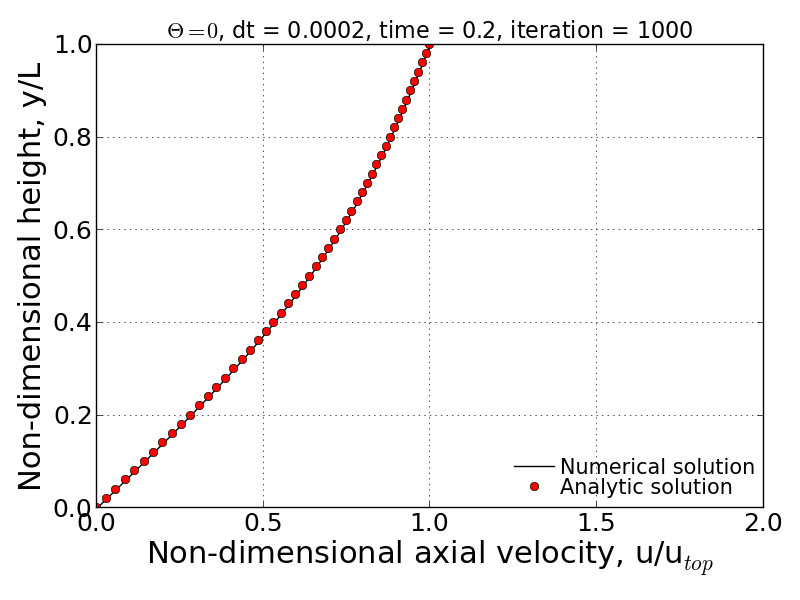 Θ=0, dt = 0.0002, time = 0.2, iteration = 1000
Non-dimensional height, y/L
1.0
0.8
0.6
0.4
0.2
0.0
0.0
0.5
1.0
1.5
2.0
Numerical solution
Analytic solution
Non-dimensional axial velocity, u/u_top